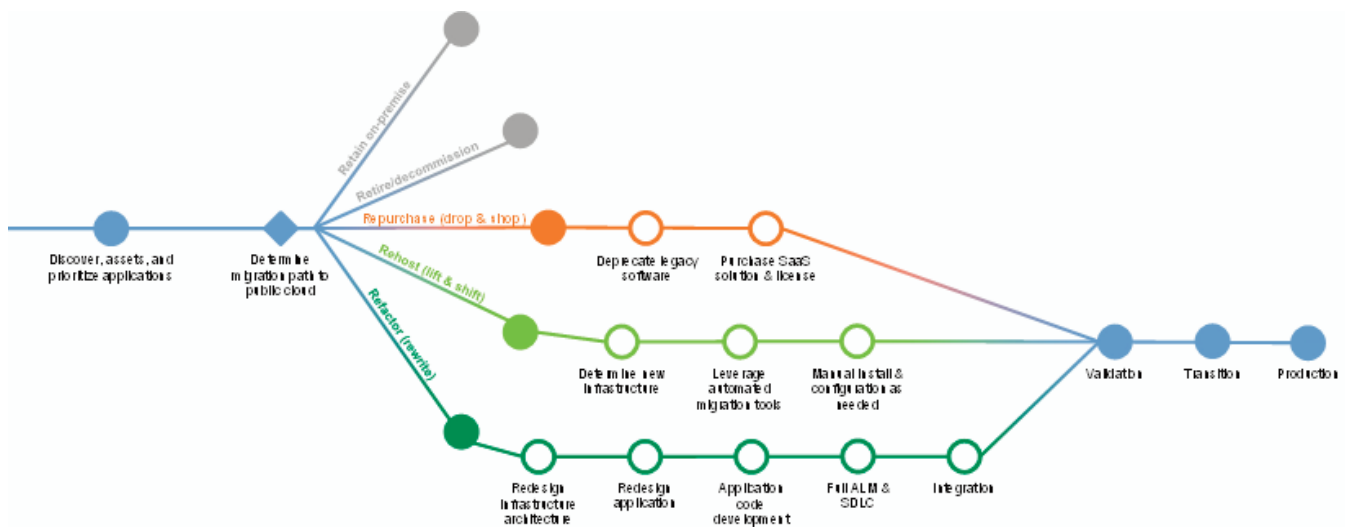 Retain on-premise
Retire/decommission
Repurchase (drop & shop)
Rehost (lift & shift)
Refactor (rewrite)
Discover, assets, and
prioritize applications
Determine
migration path to
public cloud
Deprecate legacy
software
Purchase SaaS
solution & license
Determine new
infrastructure
Leverage
automated
migration tools
Manual install &
configuration as
needed
Validation
Transition
Production
Redesign
infrastructure
architecture
Redesign
application
Application
code
development
Full ALM &
SDLC
Integration